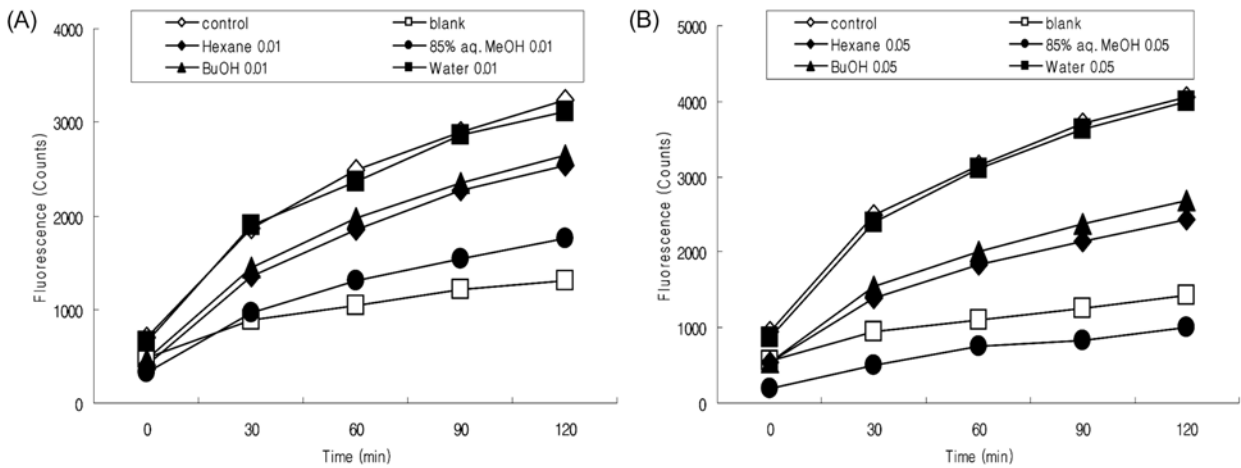 (A)
control
blank
Hexane 0.01
85% aq. MeOH 0.01
BuOH 0.01
Water 0.01
4000
3000
2000
1000
0
Fluorescence (Counts)
0 30 60 90 120
Time (min)
(B)
control
blank
Hexane 0.05
85% aq. MeOH 0.05
BuOH 0.05
Water 0.05
5000
4000
3000
2000
1000
0
Fluorescence (Counts)
0 30 60 90 120
Time (min)